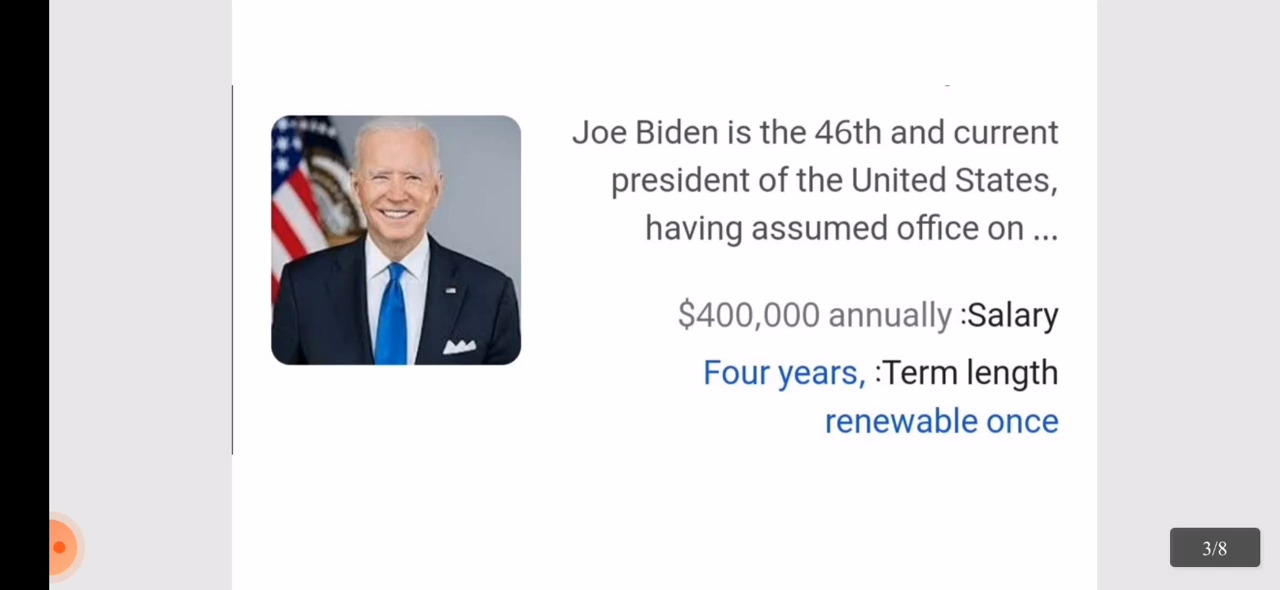 Joe Biden is the 46th and current
president of the United States,
having assumed office on ...
$400,000 annually :Salary
Four years, :Term length
renewable once
3/8